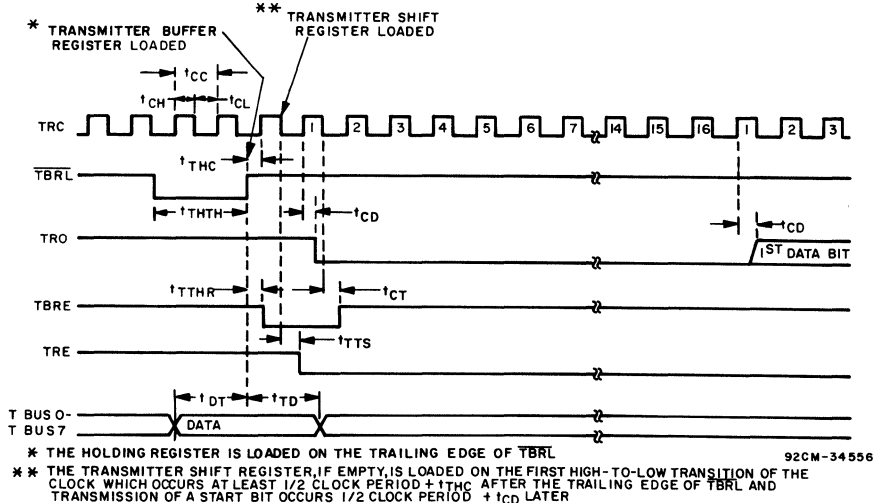 * TRANSMITTER BUFFER
REGISTER LOADED
** TRANSMITTER SHIFT
REGISTER LOADED
tCC
tCH
tCL
TRC
1 2 3 4 5 6 7 14 15 16 1 2 3
tTHC
TBRL
tTHTH
tCD
tCD
TRO
1ST DATA BIT
tTTHR
tCT
TBRE
tTTS
TRE
tDT
tTD
T BUS 0-
T BUS7
DATA
* THE HOLDING REGISTER IS LOADED ON THE TRAILING EDGE OF TBRL
92CM-34556
** THE TRANSMITTER SHIFT REGISTER, IF EMPTY, IS LOADED ON THE FIRST HIGH-TO-LOW TRANSITION OF THE
CLOCK WHICH OCCURS AT LEAST 1/2 CLOCK PERIOD + tTHC AFTER THE TRAILING EDGE OF TBRL AND
TRANSMISSION OF A START BIT OCCURS 1/2 CLOCK PERIOD + tCD LATER